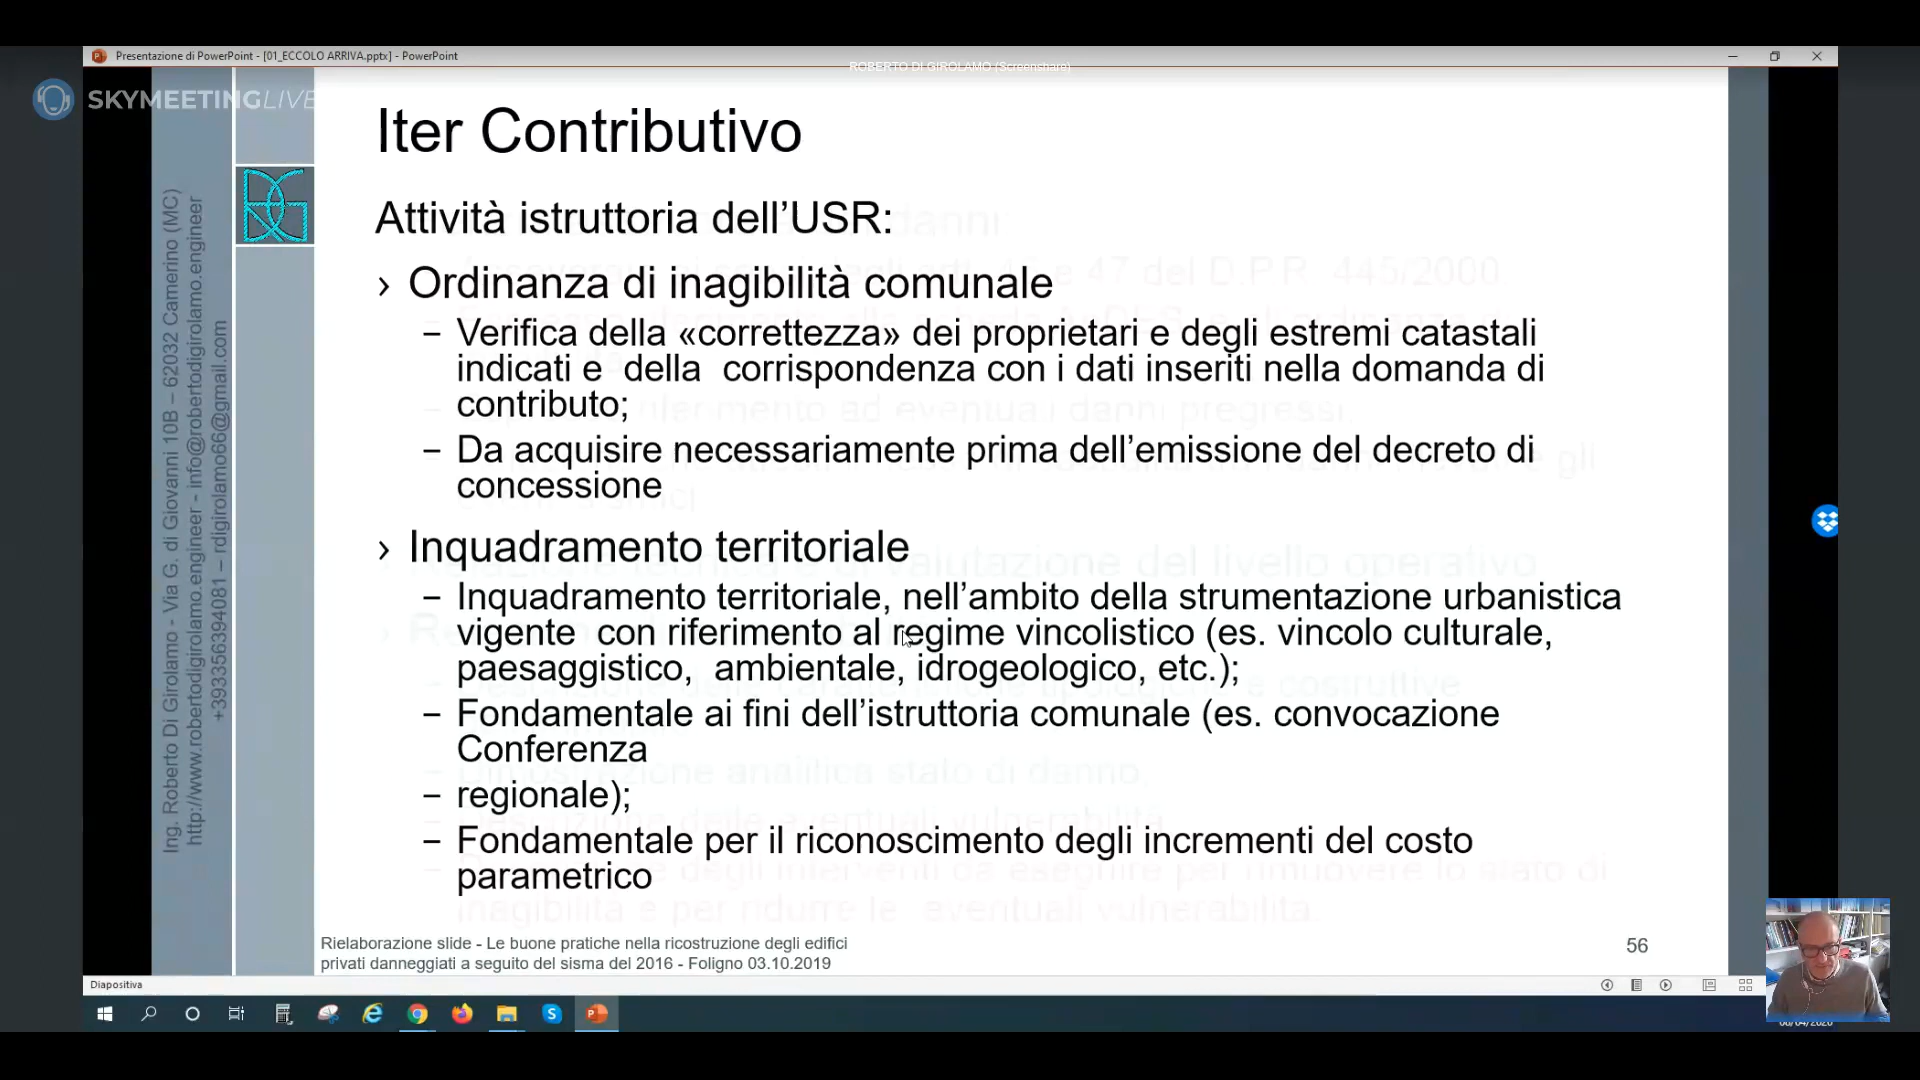 Presentazione di PowerPoint - [01_ECCOLO ARRIVA.pptx] - PowerPoint
ROBERTO DI GIROLAMO (Screenshare)
SKYMEETINGLIVE
Ing. Roberto Di Girolamo - Via G. di Giovanni 10B – 62032 Camerino (MC)
http://www.robertodigirolamo.engineer - info@robertodigirolamo.engineer
+393356394081 – rdigirolamo66@gmail.com
Iter Contributivo
Attività istruttoria dell’USR:
› Ordinanza di inagibilità comunale
– Verifica della «correttezza» dei proprietari e degli estremi catastali
indicati e della corrispondenza con i dati inseriti nella domanda di
contributo;
– Da acquisire necessariamente prima dell’emissione del decreto di
concessione
› Inquadramento territoriale
– Inquadramento territoriale, nell’ambito della strumentazione urbanistica
vigente con riferimento al regime vincolistico (es. vincolo culturale,
paesaggistico, ambientale, idrogeologico, etc.);
– Fondamentale ai fini dell’istruttoria comunale (es. convocazione
Conferenza
– regionale);
– Fondamentale per il riconoscimento degli incrementi del costo
parametrico
Rielaborazione slide - Le buone pratiche nella ricostruzione degli edifici
privati danneggiati a seguito del sisma del 2016 - Foligno 03.10.2019
56
Diapositiva